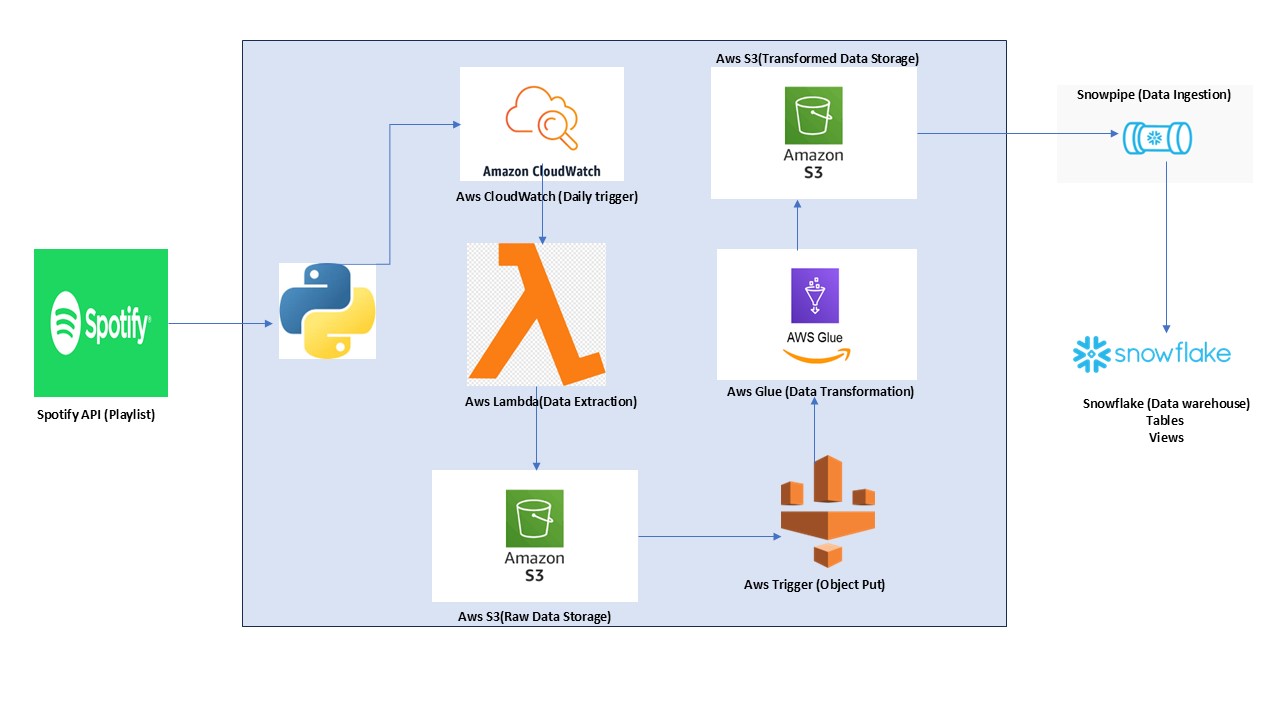 Spotify
Spotify API (Playlist)
Amazon CloudWatch
Aws CloudWatch (Daily trigger)
Aws Lambda(Data Extraction)
Amazon
S3
Aws S3(Raw Data Storage)
Aws S3(Transformed Data Storage)
Amazon
S3
AWS Glue
Aws Glue (Data Transformation)
Aws Trigger (Object Put)
Snowpipe (Data Ingestion)
snowflake
Snowflake (Data warehouse)
Tables
Views